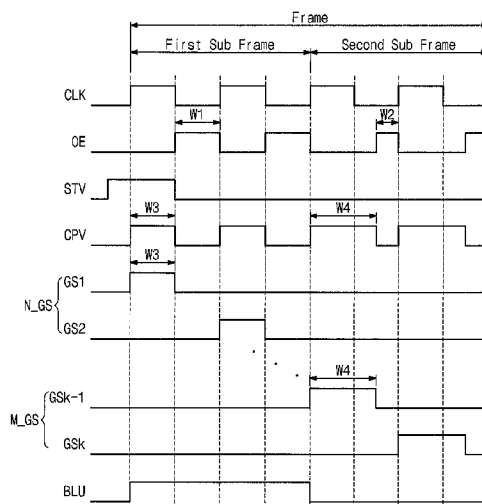 Frame
First Sub Frame
Second Sub Frame
CLK
W1
W2
OE
STV
W3
W4
CPV
W3
GS1
N_GS
GS2
W4
GSk-1
M_GS
GSk
BLU